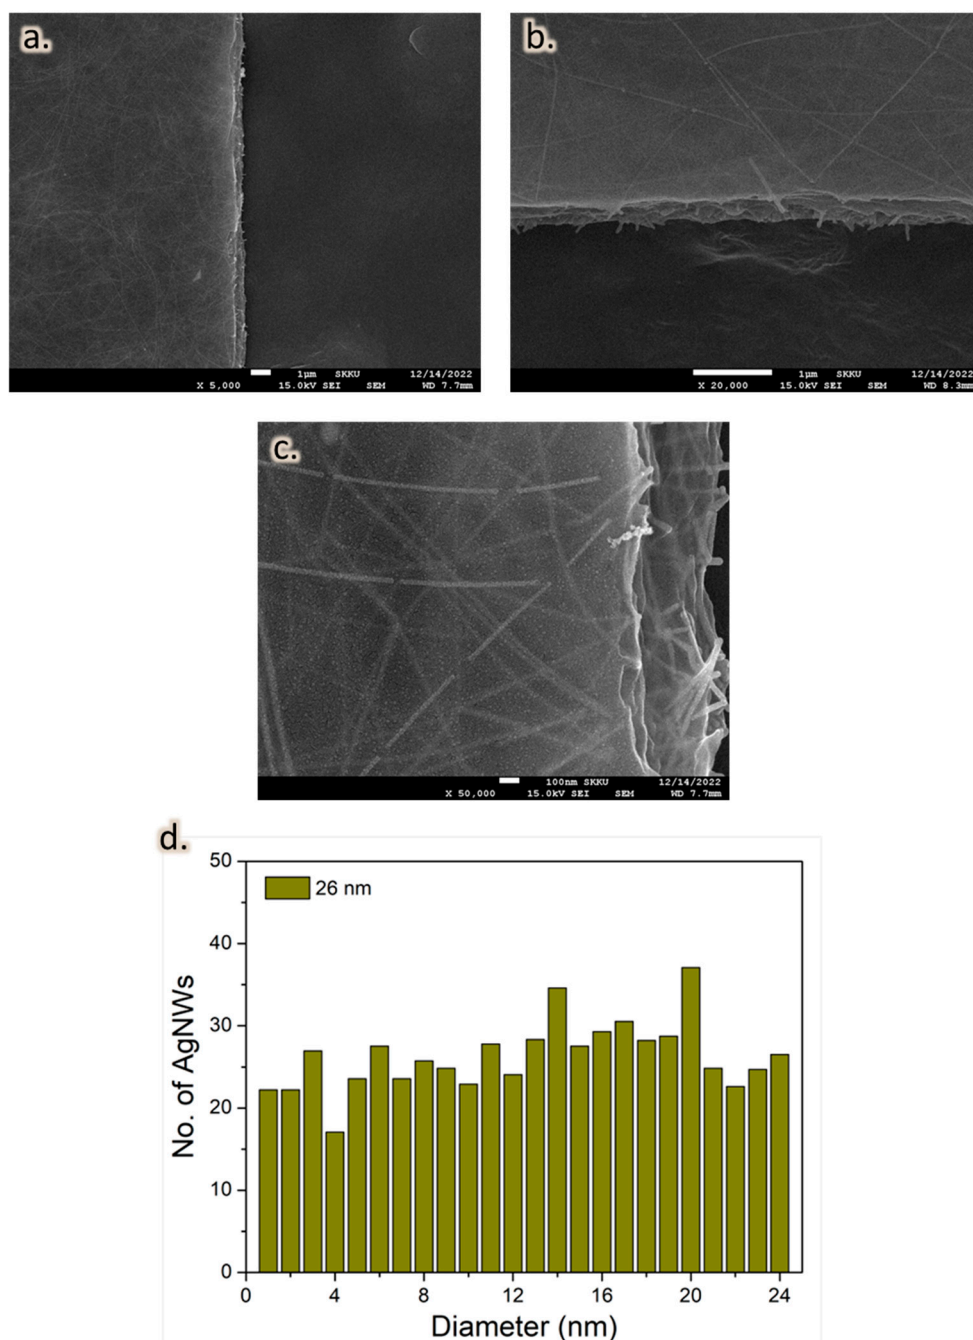 a.
1μm SKKU 12/14/2022
X 5,000 15.0kV SEI SEM WD 7.7mm
b.
1μm SKKU 12/14/2022
X 20,000 15.0kV SEI SEM WD 8.3mm
c.
100nm SKKU 12/14/2022
X 50,000 15.0kV SEI SEM WD 7.7mm
d.
50
26 nm
40
30
20
10
0
No. of AgNWs
0 4 8 12 16 20 24
Diameter (nm)